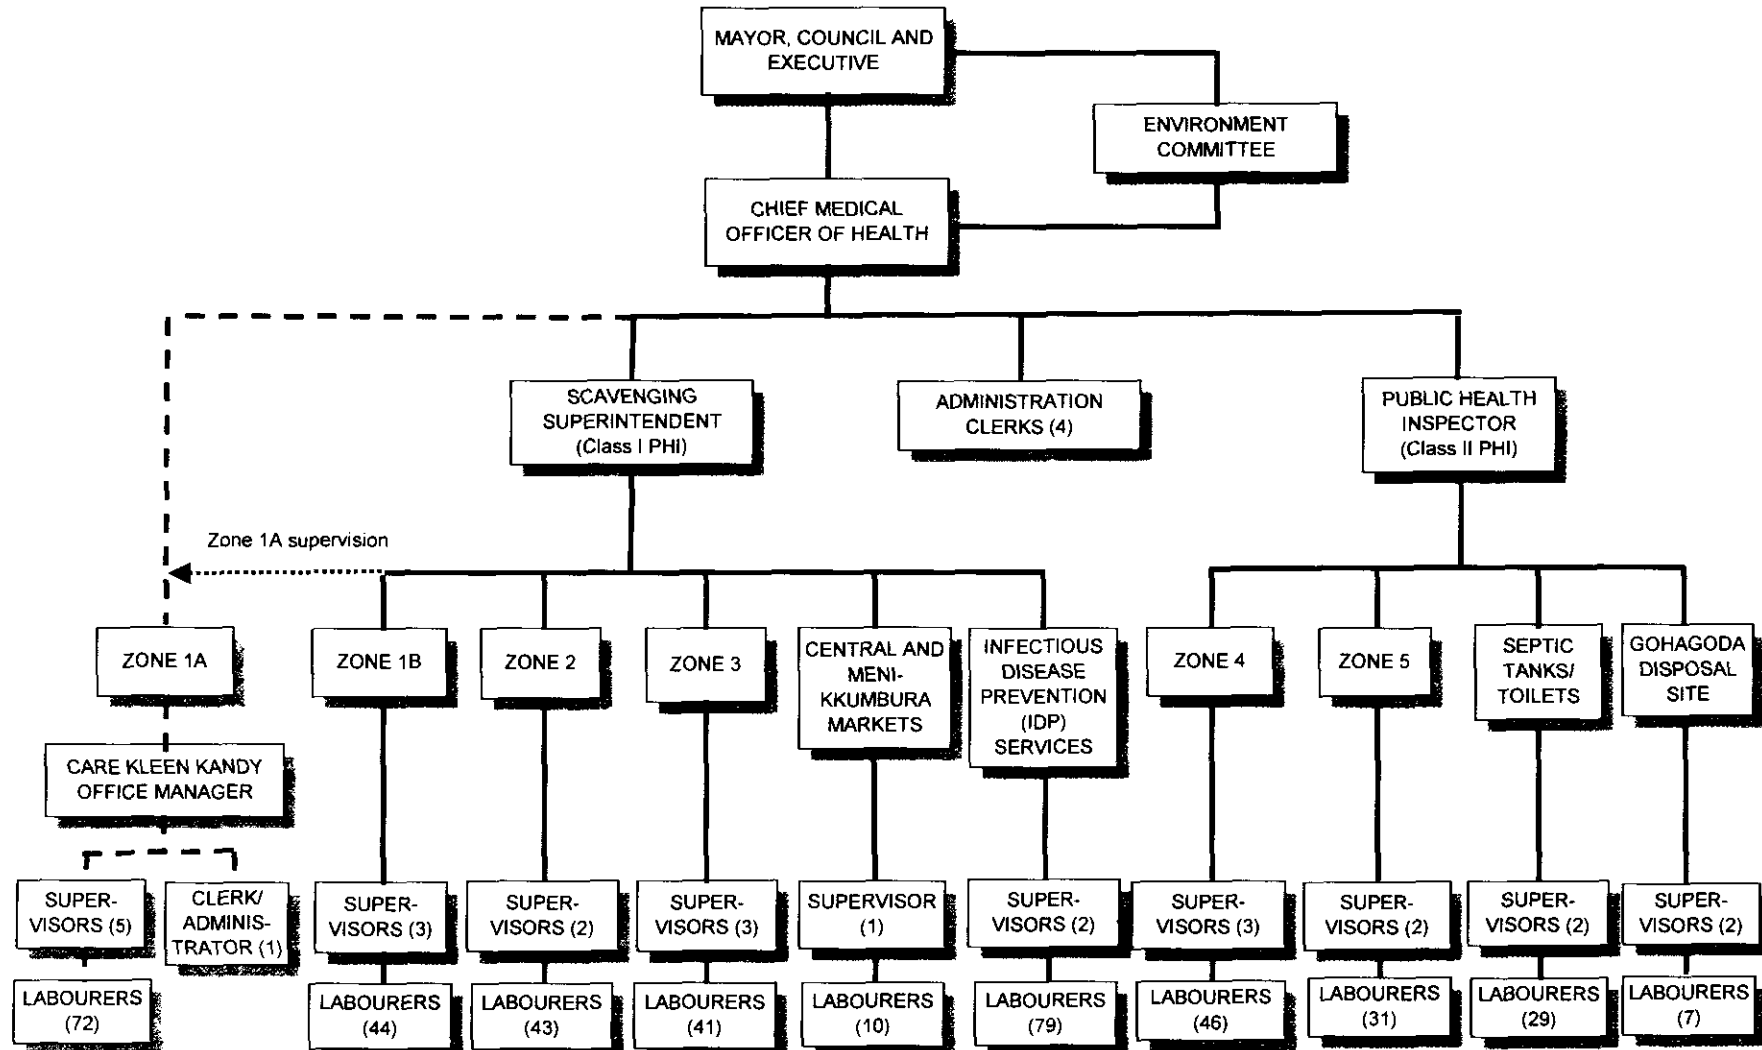 MAYOR, COUNCIL AND
EXECUTIVE
ENVIRONMENT
COMMITTEE
CHIEF MEDICAL
OFFICER OF HEALTH
SCAVENGING
SUPERINTENDENT
(Class I PHI)
ADMINISTRATION
CLERKS (4)
PUBLIC HEALTH
INSPECTOR
(Class II PHI)
Zone 1A supervision
ZONE 1A
ZONE 1B
ZONE 2
ZONE 3
CENTRAL AND
MENI-
KKUMBURA
MARKETS
INFECTIOUS
DISEASE
PREVENTION
(IDP)
SERVICES
ZONE 4
ZONE 5
SEPTIC
TANKS/
TOILETS
GOHAGODA
DISPOSAL
SITE
CARE KLEEN KANDY
OFFICE MANAGER
SUPER-
VISORS (5)
CLERK/
ADMINIS-
TRATOR (1)
SUPER-
VISORS (3)
SUPER-
VISORS (2)
SUPER-
VISORS (3)
SUPERVISOR
(1)
SUPER-
VISORS (2)
SUPER-
VISORS (3)
SUPER-
VISORS (2)
SUPER-
VISORS (2)
SUPER-
VISORS (2)
LABOURERS
(72)
LABOURERS
(44)
LABOURERS
(43)
LABOURERS
(41)
LABOURERS
(10)
LABOURERS
(79)
LABOURERS
(46)
LABOURERS
(31)
LABOURERS
(29)
LABOURERS
(7)